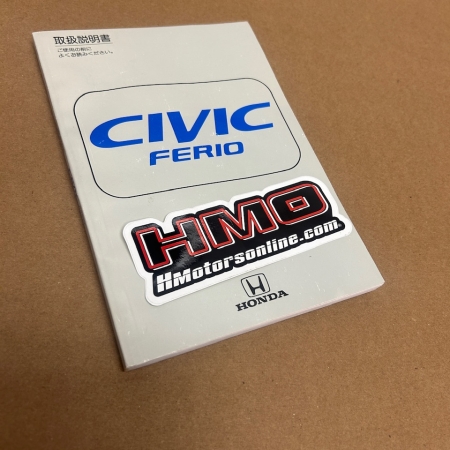 取扱説明書
ご使用の前に
よくお読みください。
CIVIC
FERIO
HMO
HMotorsonline.com
HONDA